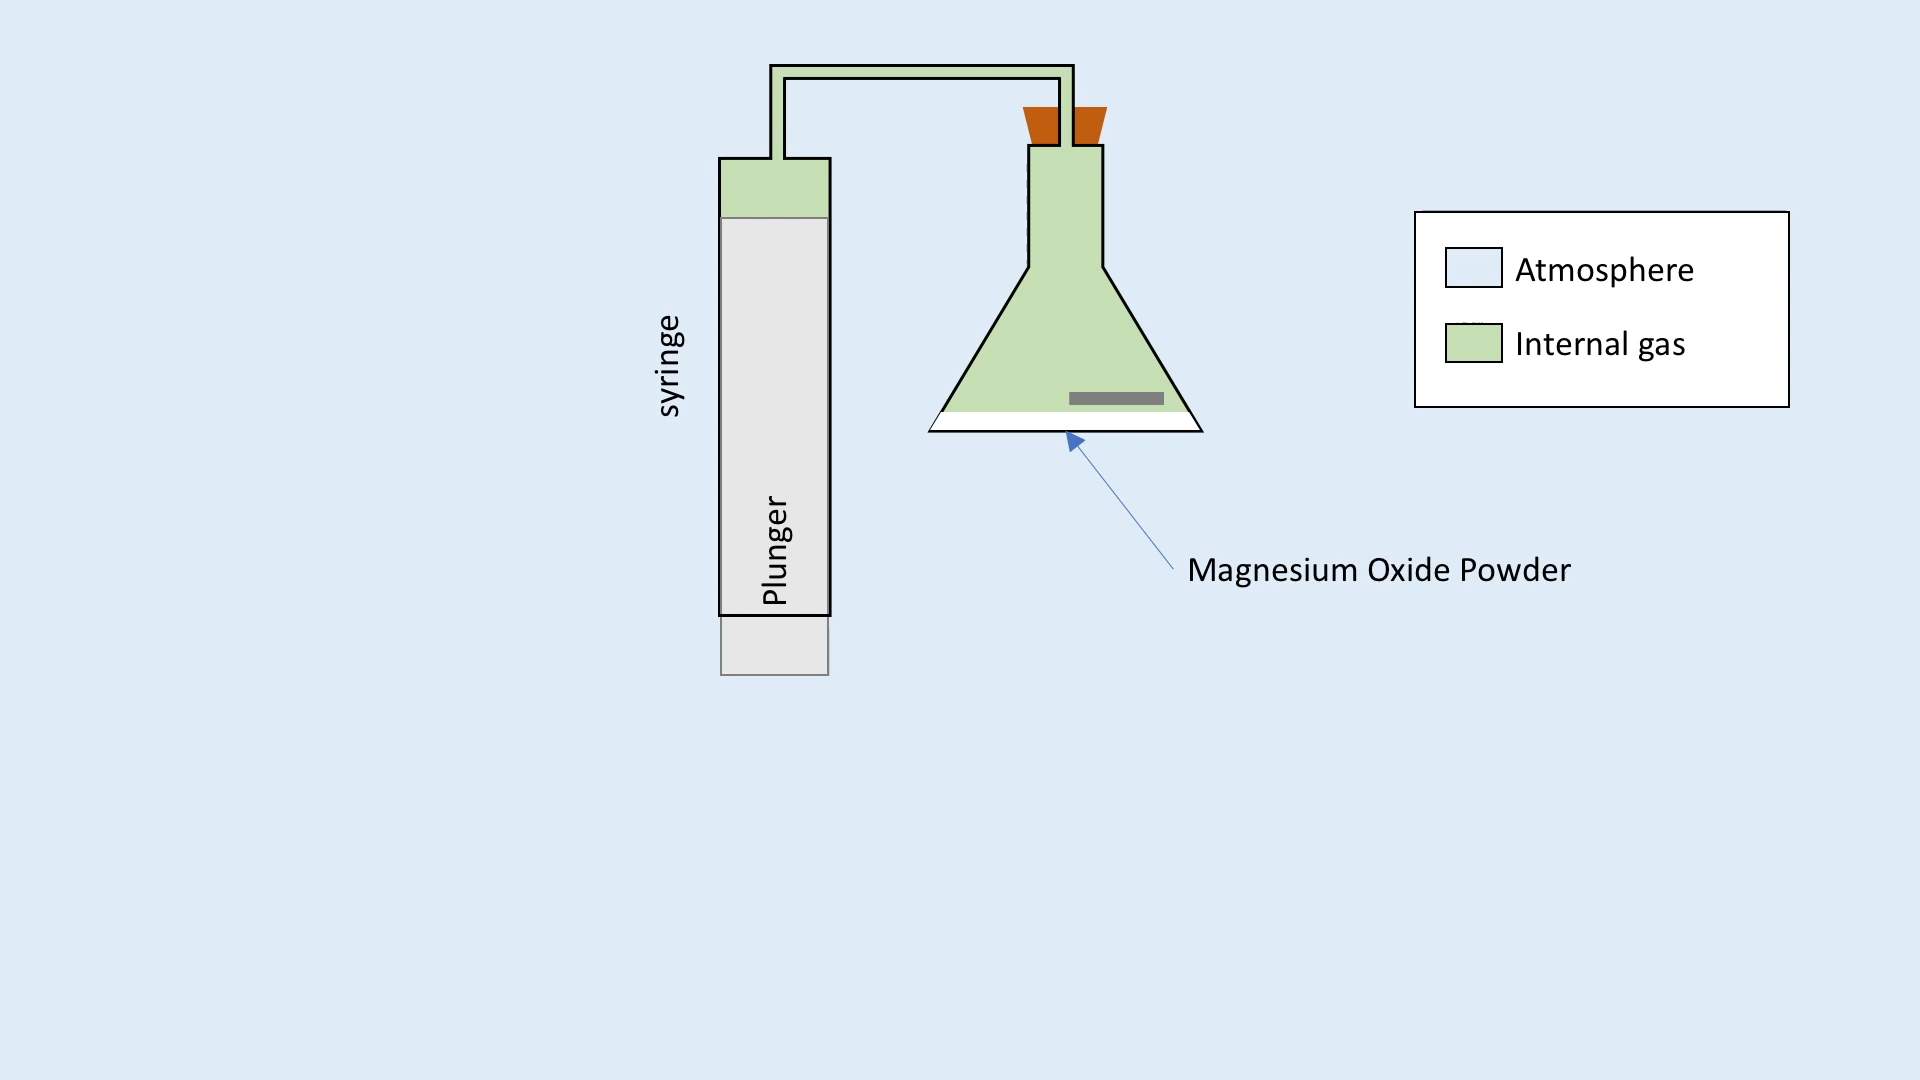 syringe
Plunger
Atmosphere
Internal gas
Magnesium Oxide Powder